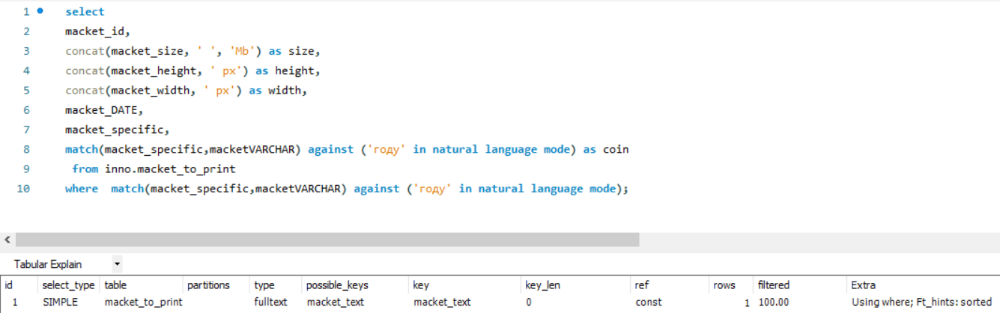 1 select
2 macket_id,
3 concat(macket_size, ' ', 'Mb') as size,
4 concat(macket_height, ' px') as height,
5 concat(macket_width, ' px') as width,
6 macket_DATE,
7 macket_specific,
8 match(macket_specific,macketVARCHAR) against ('году' in natural language mode) as coin
9 from inno.macket_to_print
10 where match(macket_specific,macketVARCHAR) against ('году' in natural language mode);
Tabular Explain
id select_type table partitions type possible_keys key key_len ref rows filtered Extra
1 SIMPLE macket_to_print fulltext macket_text macket_text 0 const 1 100.00 Using where; Ft_hints: sorted